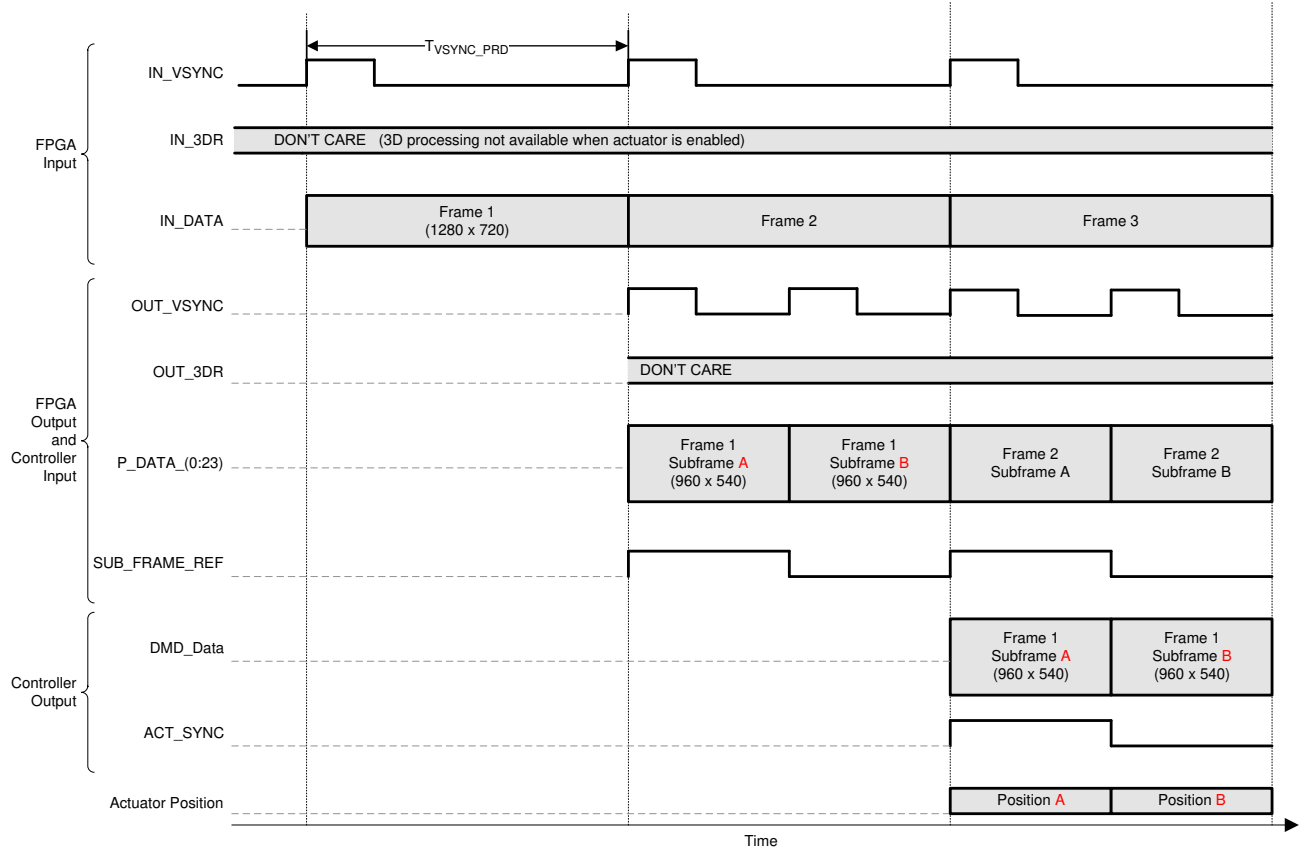 TVSYNC_PRD
IN_VSYNC
FPGA
Input
IN_3DR
DON'T CARE (3D processing not available when actuator is enabled)
IN_DATA
Frame 1
(1280 x 720)
Frame 2
Frame 3
FPGA
Output
and
Controller
Input
OUT_VSYNC
OUT_3DR
DON'T CARE
P_DATA_(0:23)
Frame 1
Subframe A
(960 x 540)
Frame 1
Subframe B
(960 x 540)
Frame 2
Subframe A
Frame 2
Subframe B
SUB_FRAME_REF
Controller
Output
DMD_Data
Frame 1
Subframe A
(960 x 540)
Frame 1
Subframe B
(960 x 540)
ACT_SYNC
Actuator Position
Position A
Position B
Time